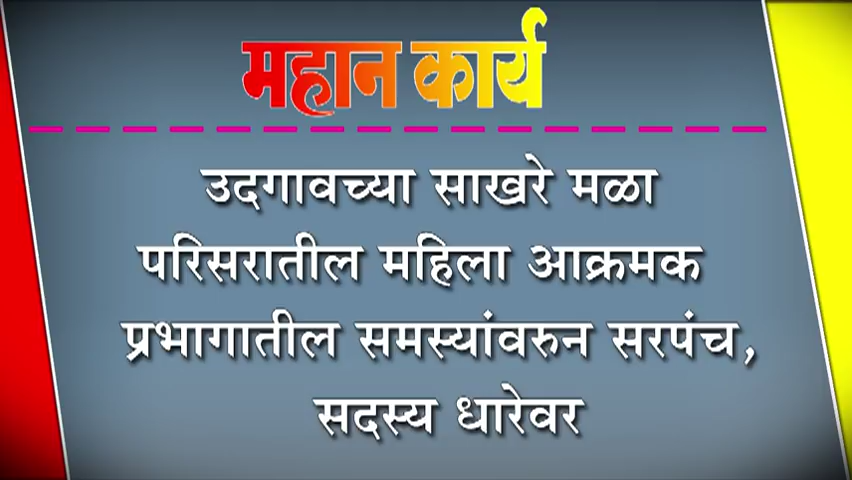 महान कार्य
उदगावच्या साखरे मळा
परिसरातील महिला आक्रमक
प्रभागातील समस्यांवरुन सरपंच,
सदस्य धारेवर